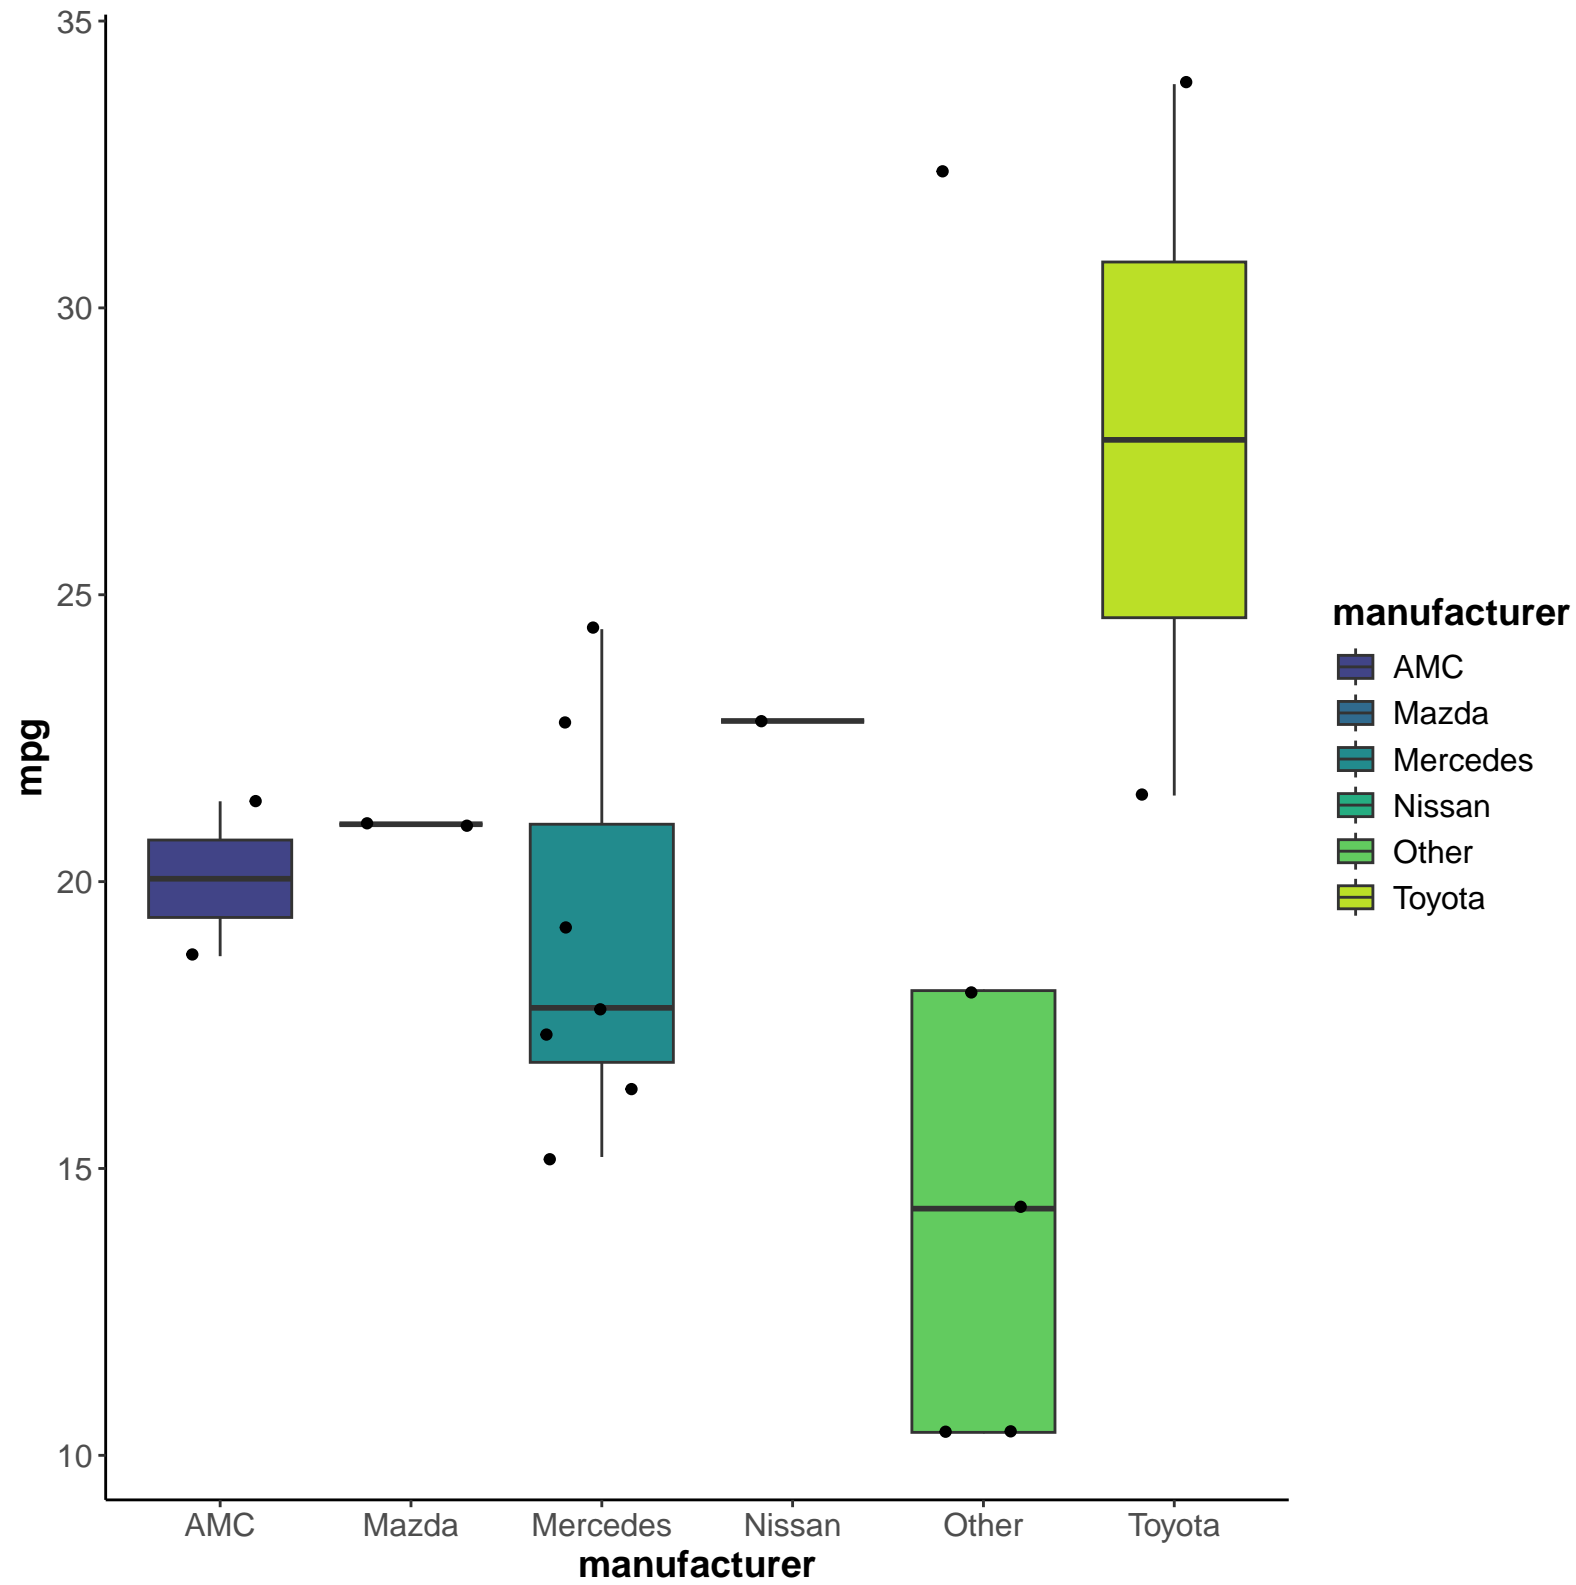 35
30
25
20
15
10
mpg
AMC Mazda Mercedes Nissan Other Toyota
manufacturer
manufacturer
AMC
Mazda
Mercedes
Nissan
Other
Toyota